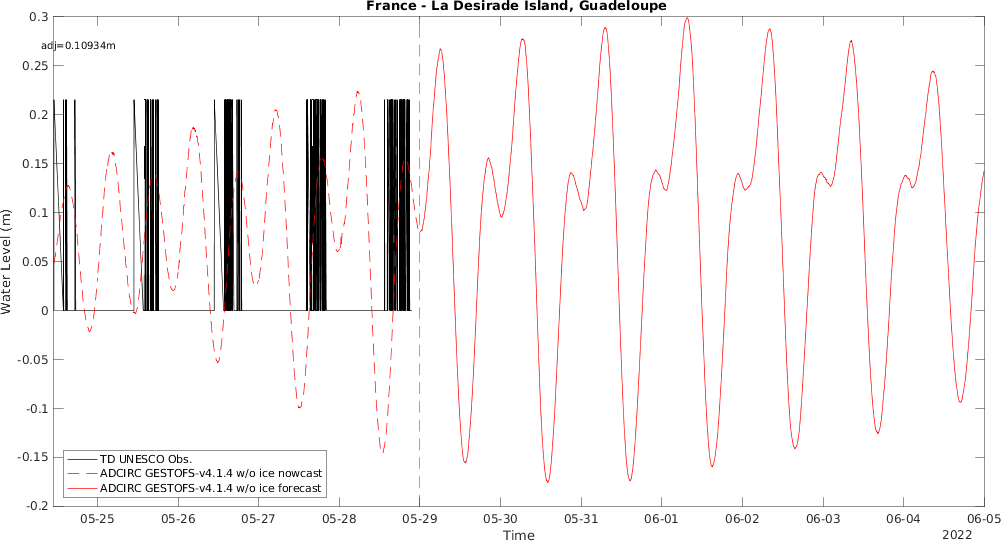 France - La Desirade Island, Guadeloupe
adj=0.10934m
0.3
0.25
0.2
0.15
0.1
0.05
0
-0.05
-0.1
-0.15
-0.2
Water Level (m)
TD UNESCO Obs.
ADCIRC GESTOFS-v4.1.4 w/o ice nowcast
ADCIRC GESTOFS-v4.1.4 w/o ice forecast
05-25 05-26 05-27 05-28 05-29 05-30 05-31 06-01 06-02 06-03 06-04 06-05
Time
2022